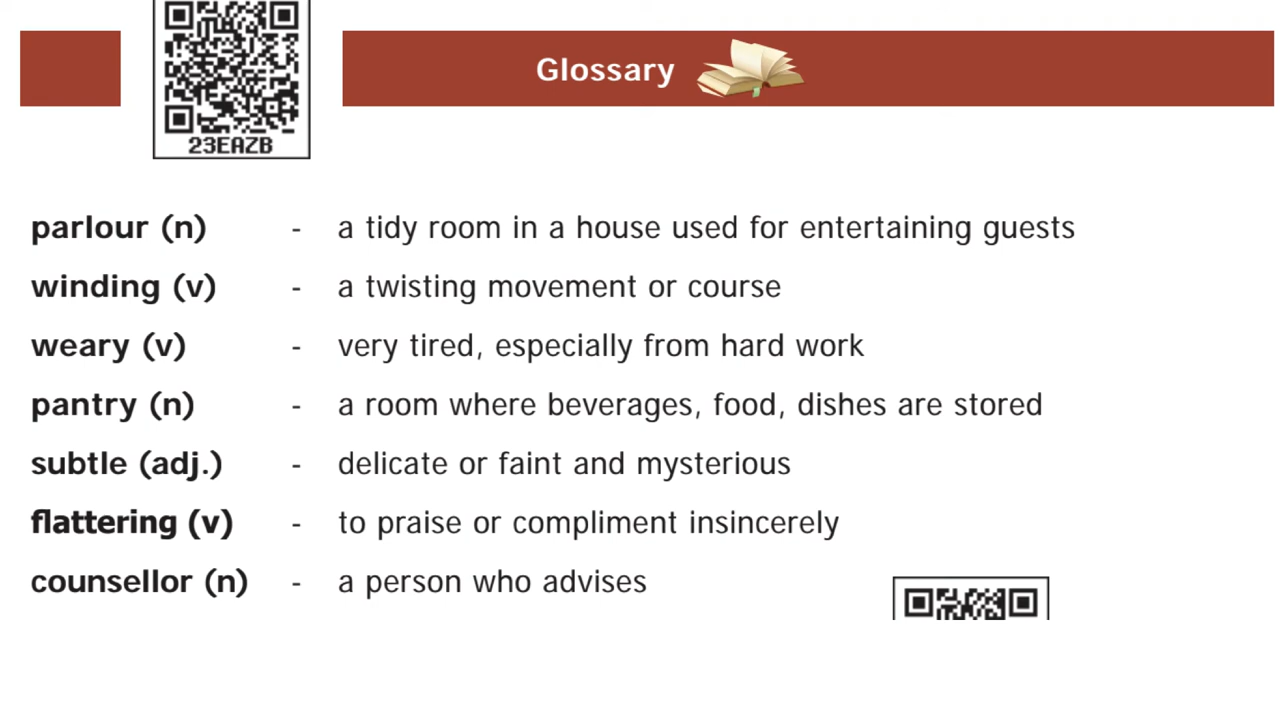 Glossary
23EAZB
parlour (n) - a tidy room in a house used for entertaining guests
winding (v) - a twisting movement or course
weary (v) - very tired, especially from hard work
pantry (n) - a room where beverages, food, dishes are stored
subtle (adj.) - delicate or faint and mysterious
flattering (v) - to praise or compliment insincerely
counsellor (n) - a person who advises